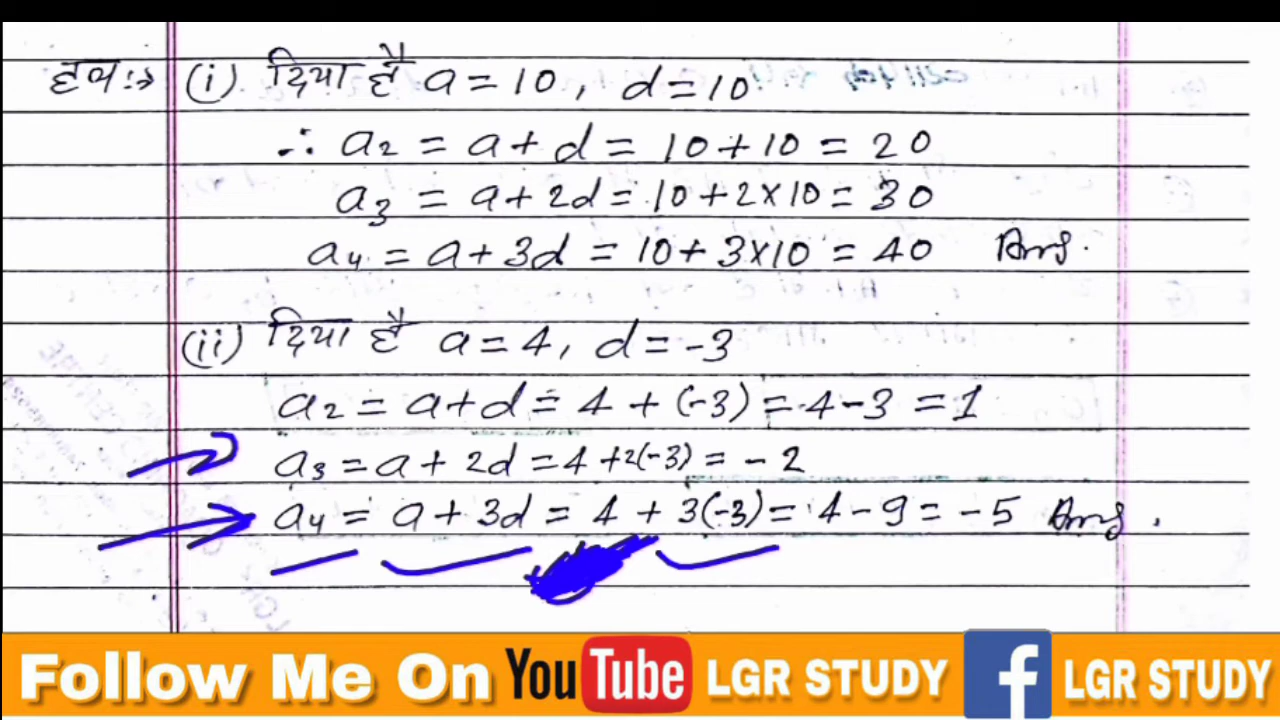 हल :→ (i) दिया है a = 10, d = 10
∴ a₂ = a + d = 10 + 10 = 20
a₃ = a + 2d = 10 + 2×10 = 30
a₄ = a + 3d = 10 + 3×10 = 40 Ans.
(ii) दिया है a = 4, d = -3
a₂ = a + d = 4 + (-3) = 4 - 3 = 1
a₃ = a + 2d = 4 + 2(-3) = - 2
a₄ = a + 3d = 4 + 3(-3) = 4 - 9 = - 5 Ans.
Follow Me On YouTube LGR STUDY f LGR STUDY